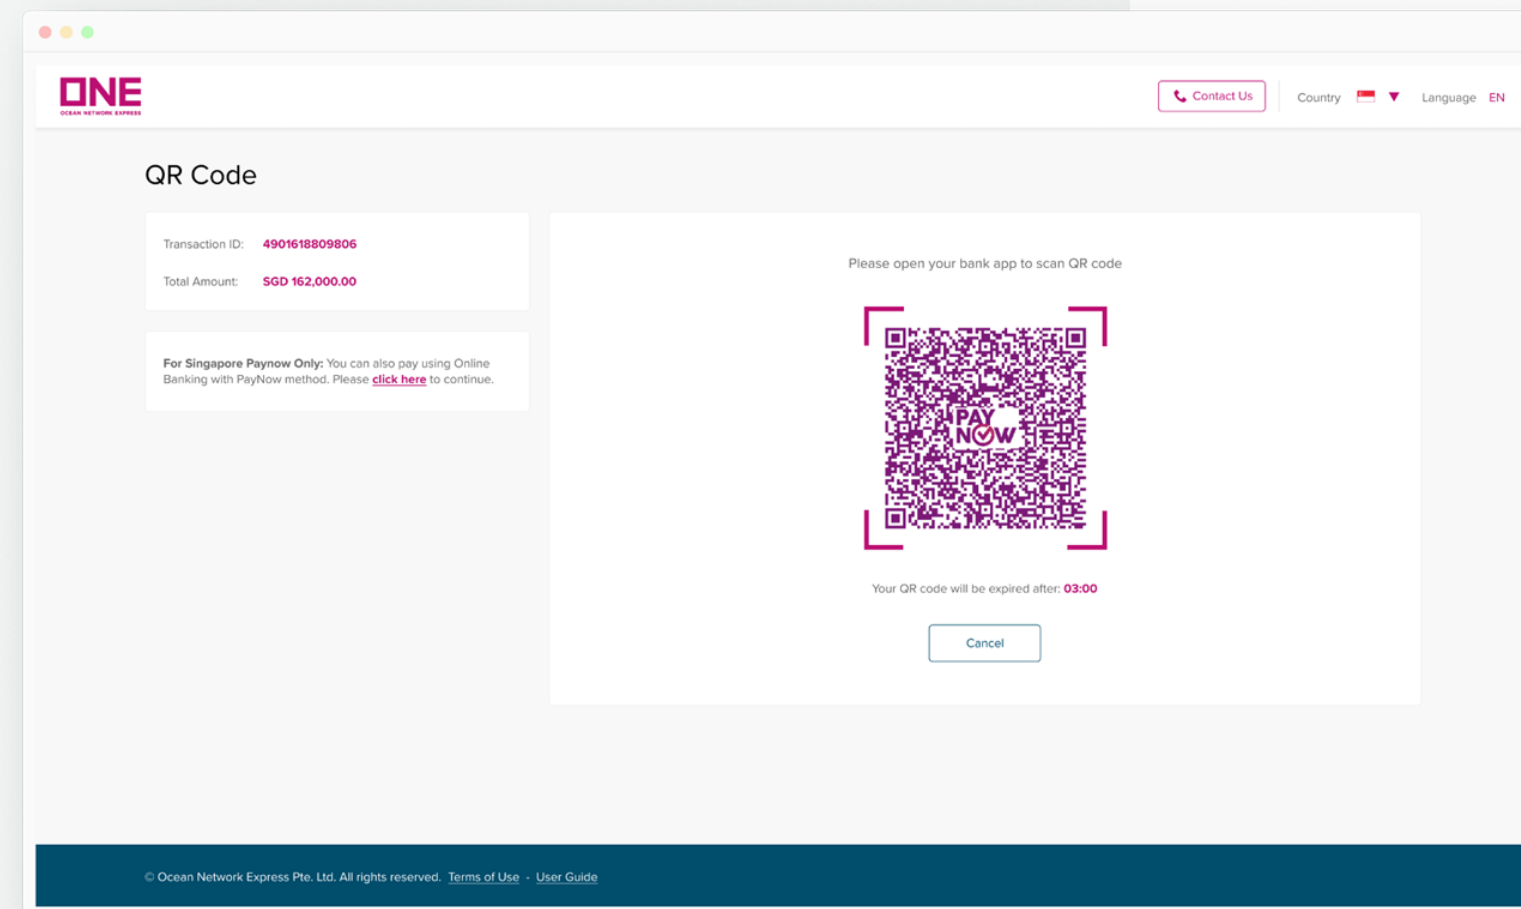 ONE
OCEAN NETWORK EXPRESS
Contact Us
Country
Language EN
QR Code
Transaction ID: 4901618809806
Total Amount: SGD 162,000.00
For Singapore Paynow Only: You can also pay using Online
Banking with PayNow method. Please click here to continue.
Please open your bank app to scan QR code
PAY
NOW
Your QR code will be expired after: 03:00
Cancel
© Ocean Network Express Pte. Ltd. All rights reserved. Terms of Use - User Guide